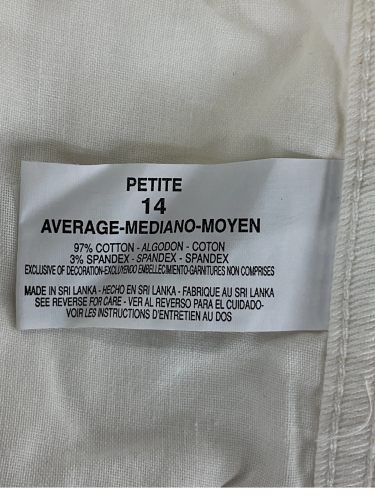 PETITE
14
AVERAGE-MEDIANO-MOYEN
97% COTTON - ALGODON - COTON
3% SPANDEX - SPANDEX - SPANDEX
EXCLUSIVE OF DECORATION-EXCLUYENDO EMBELLECIMIENTO-GARNITURES NON COMPRISES
MADE IN SRI LANKA - HECHO EN SRI LANKA - FABRIQUE AU SRI LANKA
SEE REVERSE FOR CARE - VER AL REVERSO PARA EL CUIDADO-
VOIR LES INSTRUCTIONS D'ENTRETIEN AU DOS